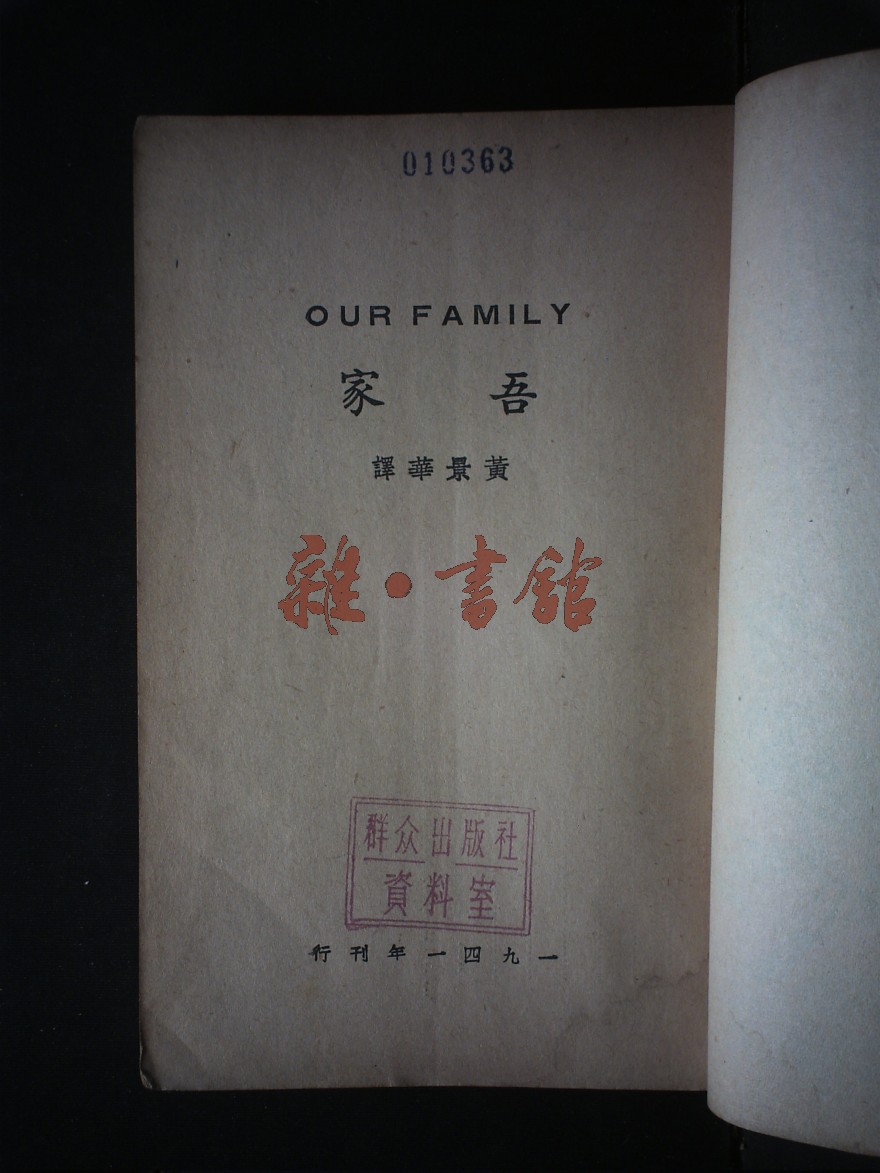 010363
OUR FAMILY
吾家
黃景華譯
雜·書館
群众出版社
資料室
一九四一年刊行